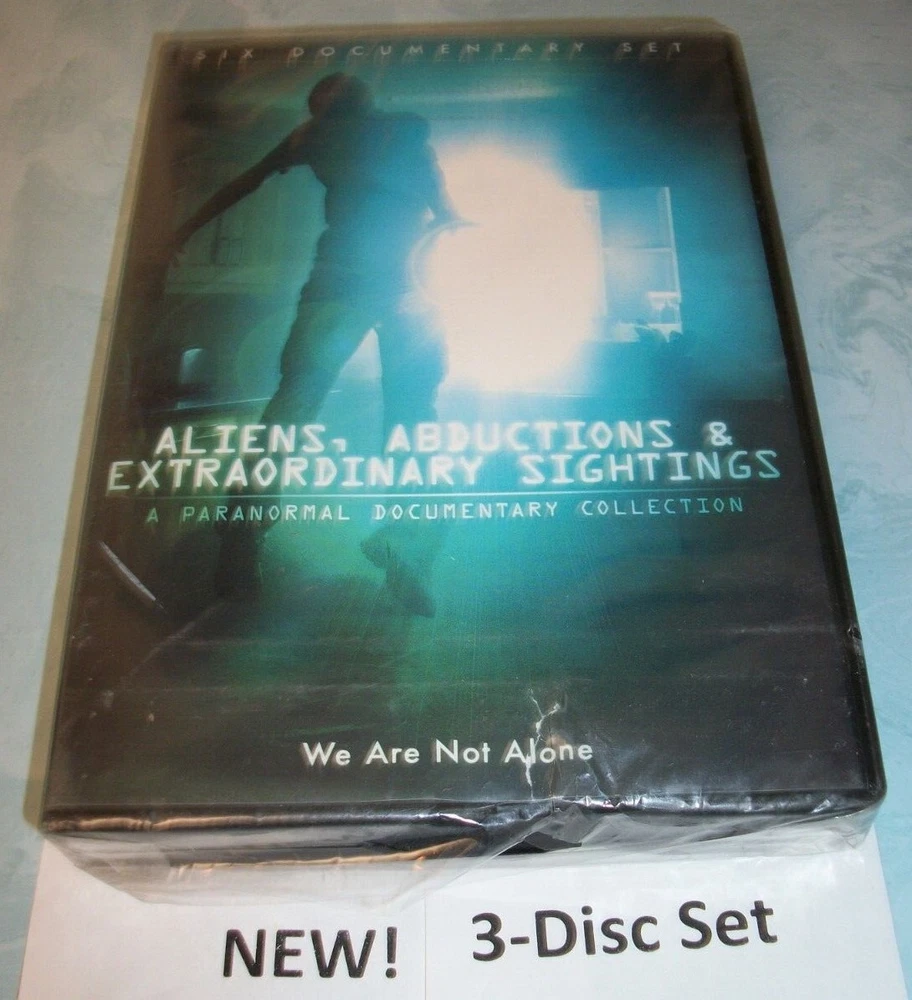 SIX DOCUMENTARY SET
ALIENS, ABDUCTIONS &
EXTRAORDINARY SIGHTINGS
A PARANORMAL DOCUMENTARY COLLECTION
We Are Not Alone
NEW! 3-Disc Set